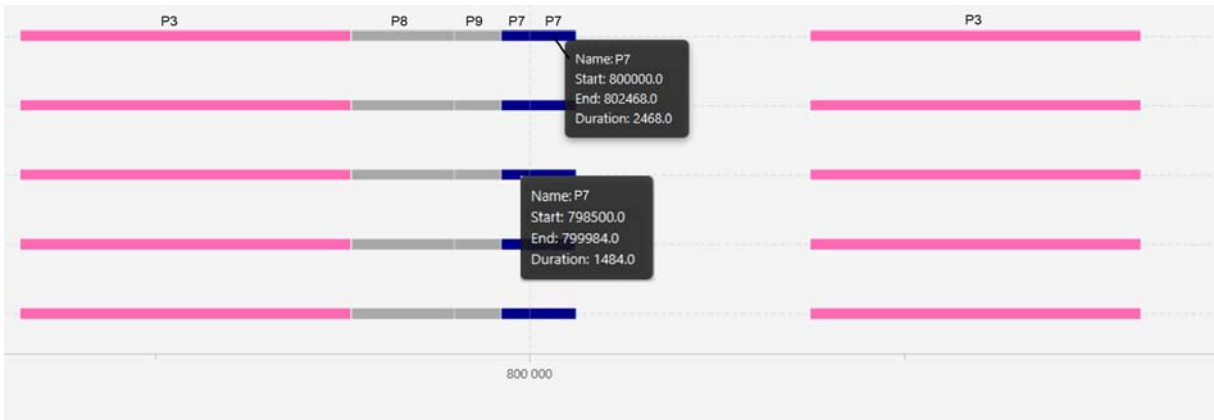 P3 P8 P9 P7 P7 P3
Name: P7
Start: 800000.0
End: 802468.0
Duration: 2468.0
Name: P7
Start: 798500.0
End: 799984.0
Duration: 1484.0
800 000